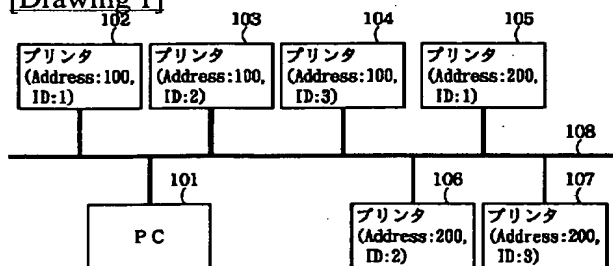 [Drawing 1]
102
103
104
105
プリンタ
(Address:100,
ID:1)
プリンタ
(Address:100,
ID:2)
プリンタ
(Address:100,
ID:3)
プリンタ
(Address:200,
ID:1)
108
101
106
107
PC
プリンタ
(Address:200,
ID:2)
プリンタ
(Address:200,
ID:3)